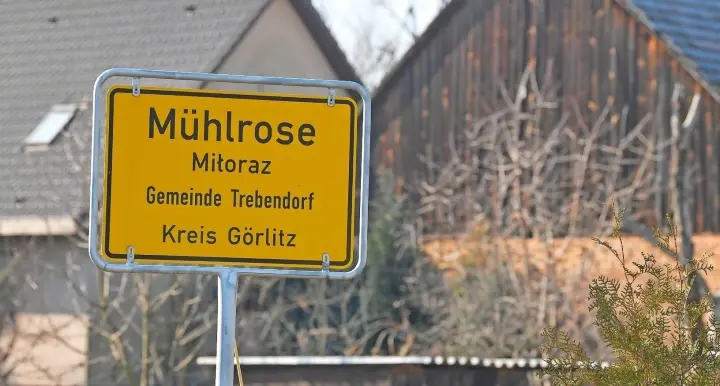 Mühlrose
Miłoraz
Gemeinde Trebendorf
Kreis Görlitz